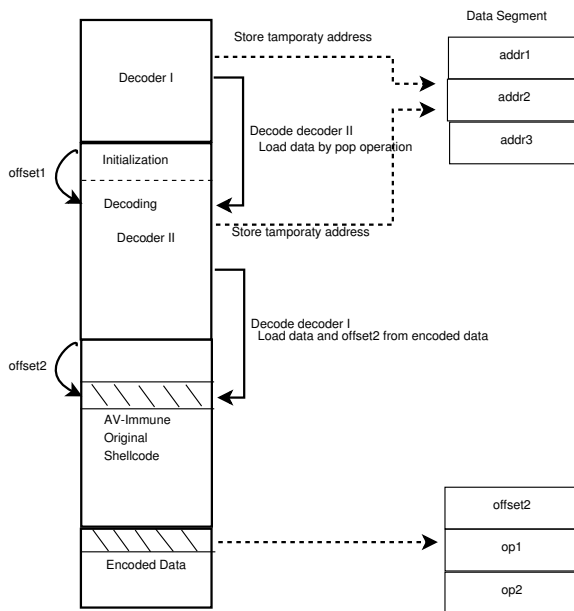 Data Segment
Store tamporaty address
addr1
Decoder I
addr2
Decode decoder II
Load data by pop operation
addr3
Initialization
offset1
Decoding
Store tamporaty address
Decoder II
Decode decoder I
Load data and offset2 from encoded data
offset2
AV-Immune
Original
Shellcode
offset2
op1
Encoded Data
op2